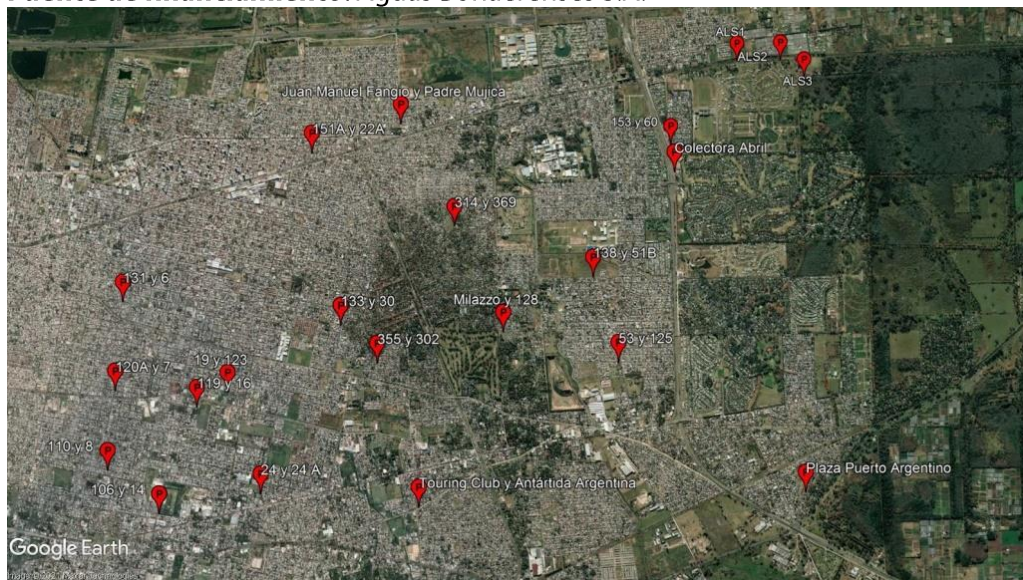 ALS1
ALS2
ALS3
Juan Manuel Fangio y Padre Mujica
151A y 22A
153 y 60
Colectora Abril
314 y 369
138 y 51B
131 y 6
133 y 30
Milazzo y 128
355 y 302
53 y 125
120A y 7
19 y 123
119 y 16
110 y 8
24 y 24 A
106 y 14
Touring Club y Antártida Argentina
Plaza Puerto Argentino
Google Earth